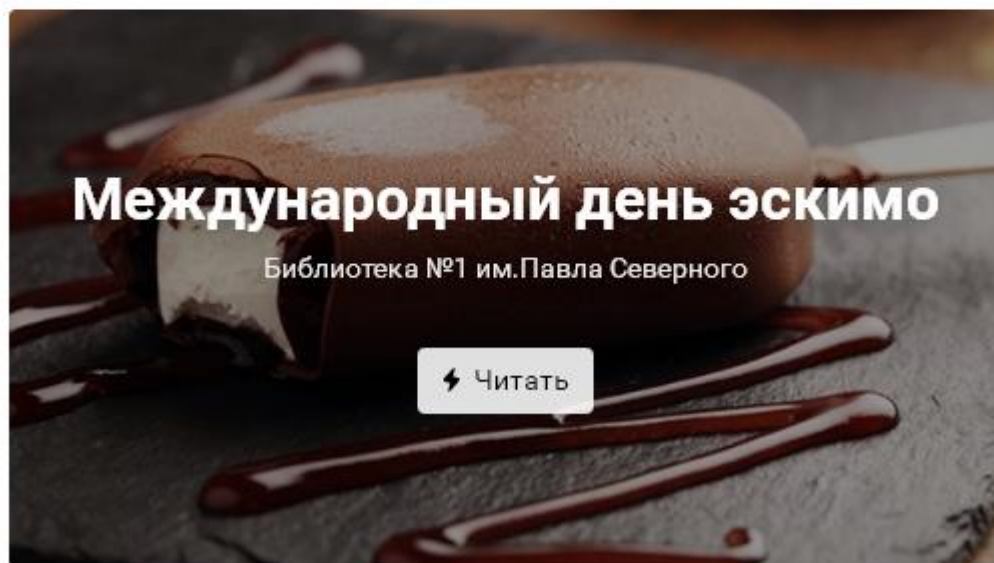 Международный день эскимо
Библиотека №1 им.Павла Северного
Читать